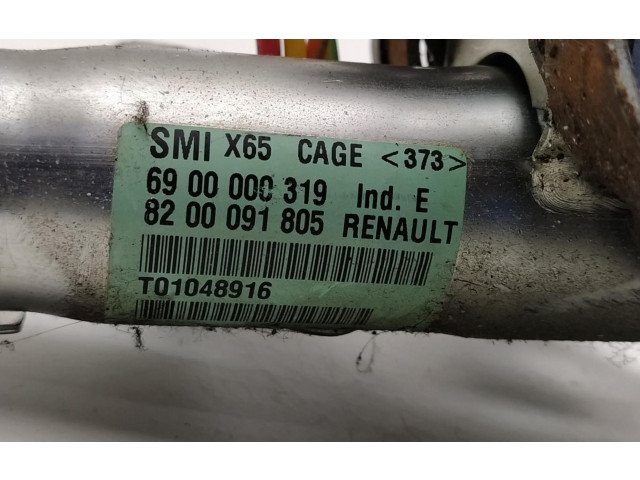 SMI X65 CAGE <373>
69 00 000 319 Ind. E
82 00 091 805 RENAULT
T01048916